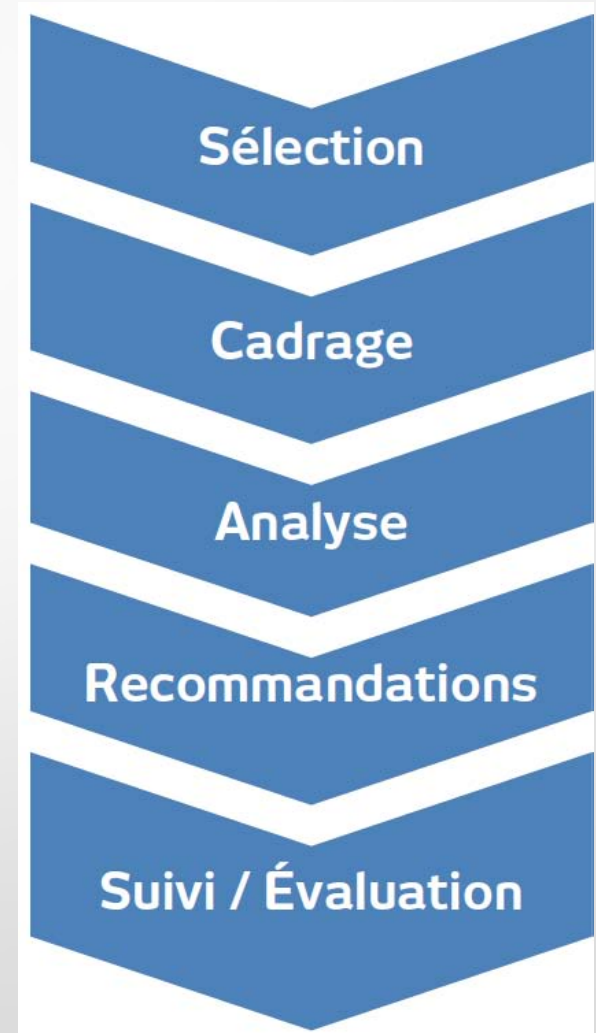 Sélection
Cadrage
Analyse
Recommandations
Suivi / Évaluation